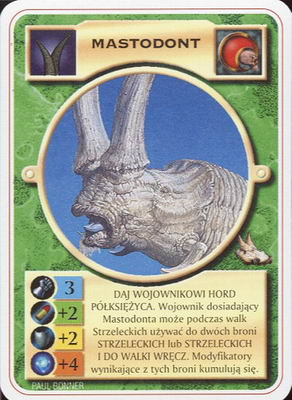 MASTODONT
3
+2
+2
+4
DAJ WOJOWNIKOWI HORD
PÓŁKSIĘŻYCA. Wojownik dosiadający
Mastodonta może podczas walk
Strzeleckich używać do dwóch broni
STRZELECKICH lub STRZELECKICH
I DO WALKI WRĘCZ. Modyfikatory
wynikające z tych broni kumulują się.
PAUL BONNER